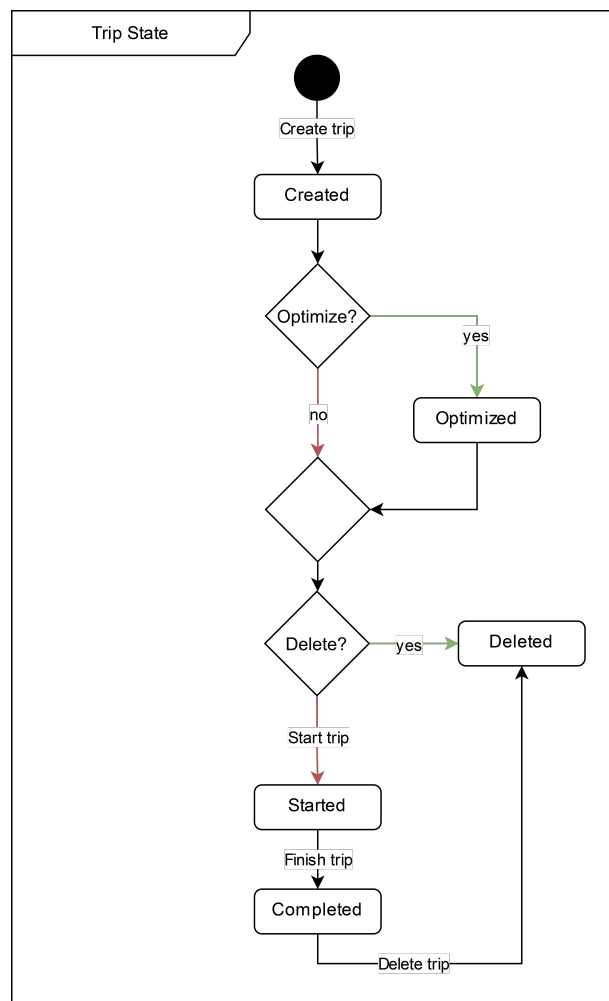 Trip State
Create trip
Created
Optimize?
yes
no
Optimized
Delete?
yes
Deleted
Start trip
Started
Finish trip
Completed
Delete trip